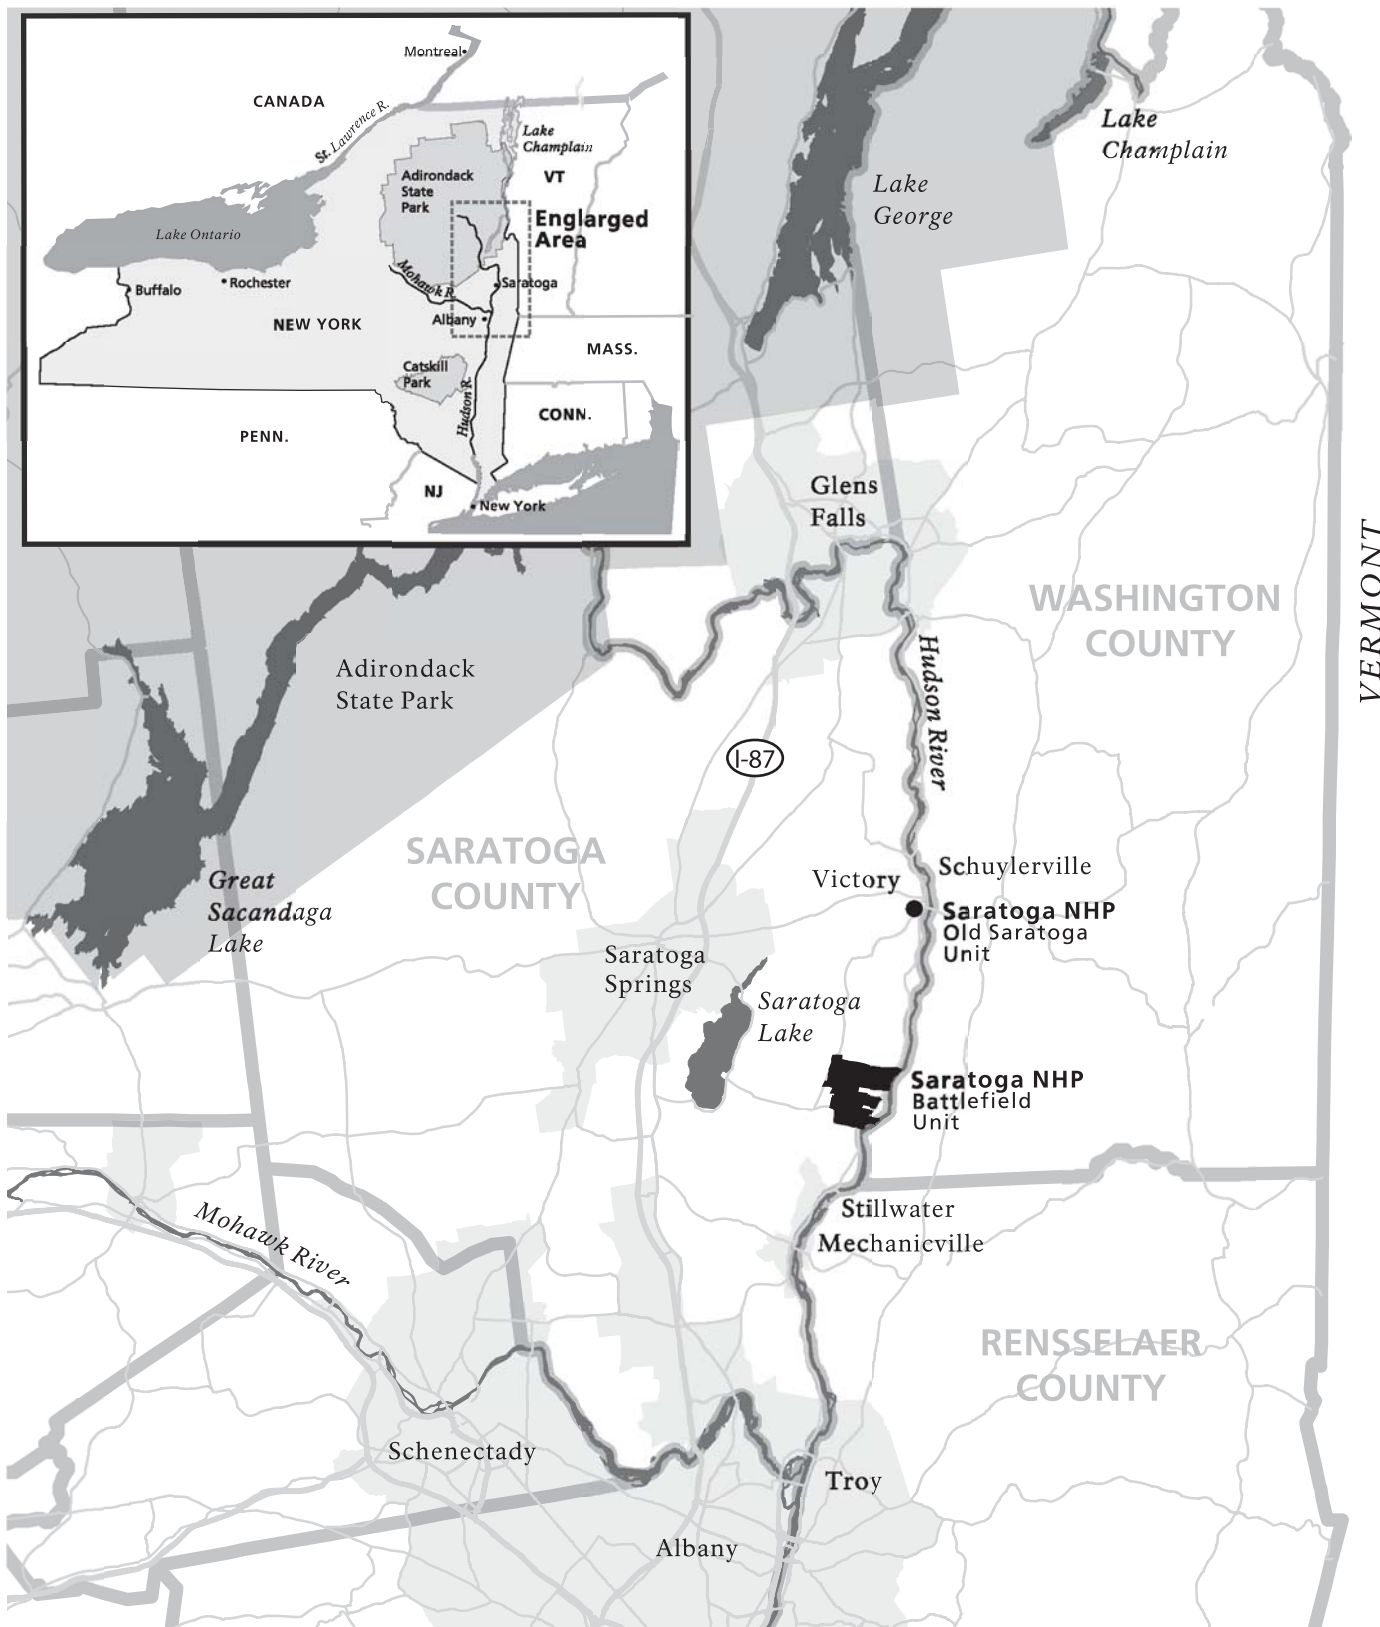 Montreal
CANADA
St. Lawrence R.
Lake
Champlain
Adirondack
State
Park
VT
Englarged
Area
Lake Ontario
Mohawk R.
Saratoga
Buffalo
Rochester
NEW YORK
Albany
MASS.
Catskill
Park
Hudson R.
CONN.
PENN.
NJ
New York
Lake
Champlain
Lake
George
Glens
Falls
VERMONT
WASHINGTON
COUNTY
Hudson River
Adirondack
State Park
I-87
SARATOGA
COUNTY
Schuylerville
Victory
Great
Sacandaga
Lake
Saratoga NHP
Old Saratoga
Unit
Saratoga
Springs
Saratoga
Lake
Saratoga NHP
Battlefield
Unit
Mohawk River
Stillwater
Mechanicville
RENSSELAER
COUNTY
Schenectady
Troy
Albany